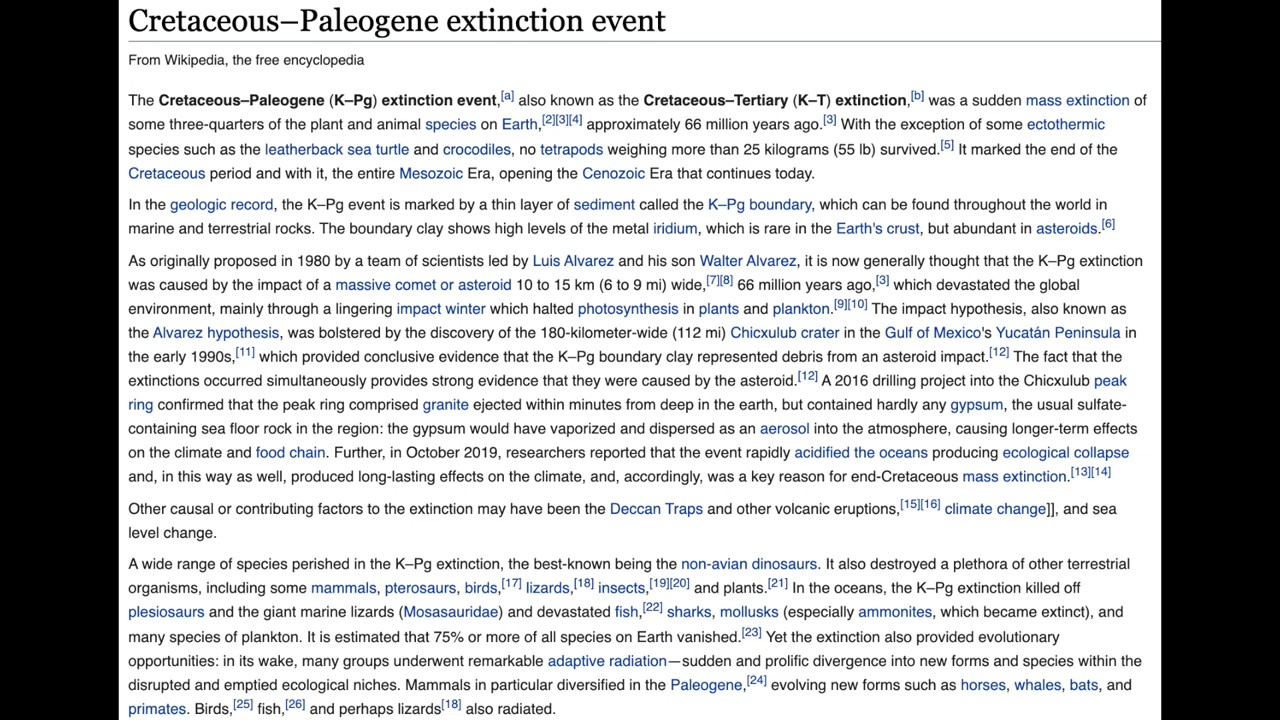 Cretaceous–Paleogene extinction event
From Wikipedia, the free encyclopedia
The Cretaceous–Paleogene (K–Pg) extinction event,[a] also known as the Cretaceous–Tertiary (K–T) extinction,[b] was a sudden mass extinction of
some three-quarters of the plant and animal species on Earth,[2][3][4] approximately 66 million years ago.[3] With the exception of some ectothermic
species such as the leatherback sea turtle and crocodiles, no tetrapods weighing more than 25 kilograms (55 lb) survived.[5] It marked the end of the
Cretaceous period and with it, the entire Mesozoic Era, opening the Cenozoic Era that continues today.
In the geologic record, the K–Pg event is marked by a thin layer of sediment called the K–Pg boundary, which can be found throughout the world in
marine and terrestrial rocks. The boundary clay shows high levels of the metal iridium, which is rare in the Earth's crust, but abundant in asteroids.[6]
As originally proposed in 1980 by a team of scientists led by Luis Alvarez and his son Walter Alvarez, it is now generally thought that the K–Pg extinction
was caused by the impact of a massive comet or asteroid 10 to 15 km (6 to 9 mi) wide,[7][8] 66 million years ago,[3] which devastated the global
environment, mainly through a lingering impact winter which halted photosynthesis in plants and plankton.[9][10] The impact hypothesis, also known as
the Alvarez hypothesis, was bolstered by the discovery of the 180-kilometer-wide (112 mi) Chicxulub crater in the Gulf of Mexico's Yucatán Peninsula in
the early 1990s,[11] which provided conclusive evidence that the K–Pg boundary clay represented debris from an asteroid impact.[12] The fact that the
extinctions occurred simultaneously provides strong evidence that they were caused by the asteroid.[12] A 2016 drilling project into the Chicxulub peak
ring confirmed that the peak ring comprised granite ejected within minutes from deep in the earth, but contained hardly any gypsum, the usual sulfate-
containing sea floor rock in the region: the gypsum would have vaporized and dispersed as an aerosol into the atmosphere, causing longer-term effects
on the climate and food chain. Further, in October 2019, researchers reported that the event rapidly acidified the oceans producing ecological collapse
and, in this way as well, produced long-lasting effects on the climate, and, accordingly, was a key reason for end-Cretaceous mass extinction.[13][14]
Other causal or contributing factors to the extinction may have been the Deccan Traps and other volcanic eruptions,[15][16] climate change]], and sea
level change.
A wide range of species perished in the K–Pg extinction, the best-known being the non-avian dinosaurs. It also destroyed a plethora of other terrestrial
organisms, including some mammals, pterosaurs, birds,[17] lizards,[18] insects,[19][20] and plants.[21] In the oceans, the K–Pg extinction killed off
plesiosaurs and the giant marine lizards (Mosasauridae) and devastated fish,[22] sharks, mollusks (especially ammonites, which became extinct), and
many species of plankton. It is estimated that 75% or more of all species on Earth vanished.[23] Yet the extinction also provided evolutionary
opportunities: in its wake, many groups underwent remarkable adaptive radiation—sudden and prolific divergence into new forms and species within the
disrupted and emptied ecological niches. Mammals in particular diversified in the Paleogene,[24] evolving new forms such as horses, whales, bats, and
primates. Birds,[25] fish,[26] and perhaps lizards[18] also radiated.